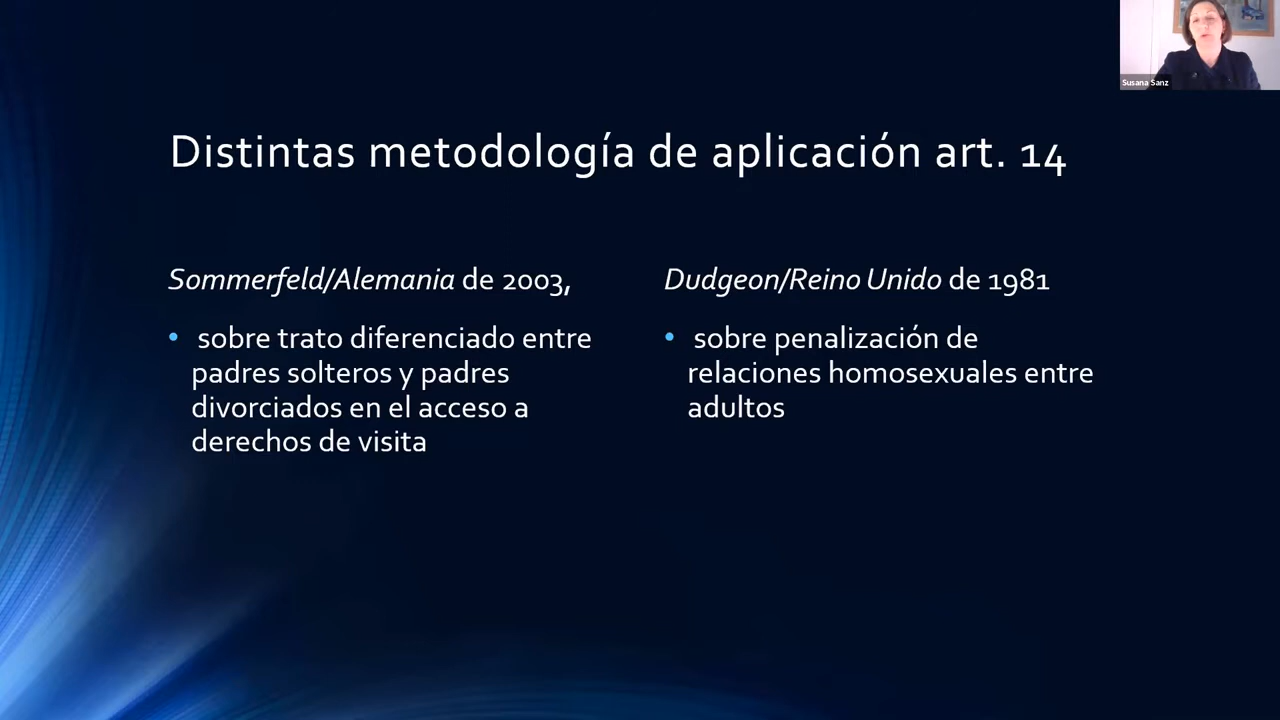 Susana Sanz
Distintas metodología de aplicación art. 14
Sommerfeld/Alemania de 2003,
• sobre trato diferenciado entre
padres solteros y padres
divorciados en el acceso a
derechos de visita
Dudgeon/Reino Unido de 1981
• sobre penalización de
relaciones homosexuales entre
adultos